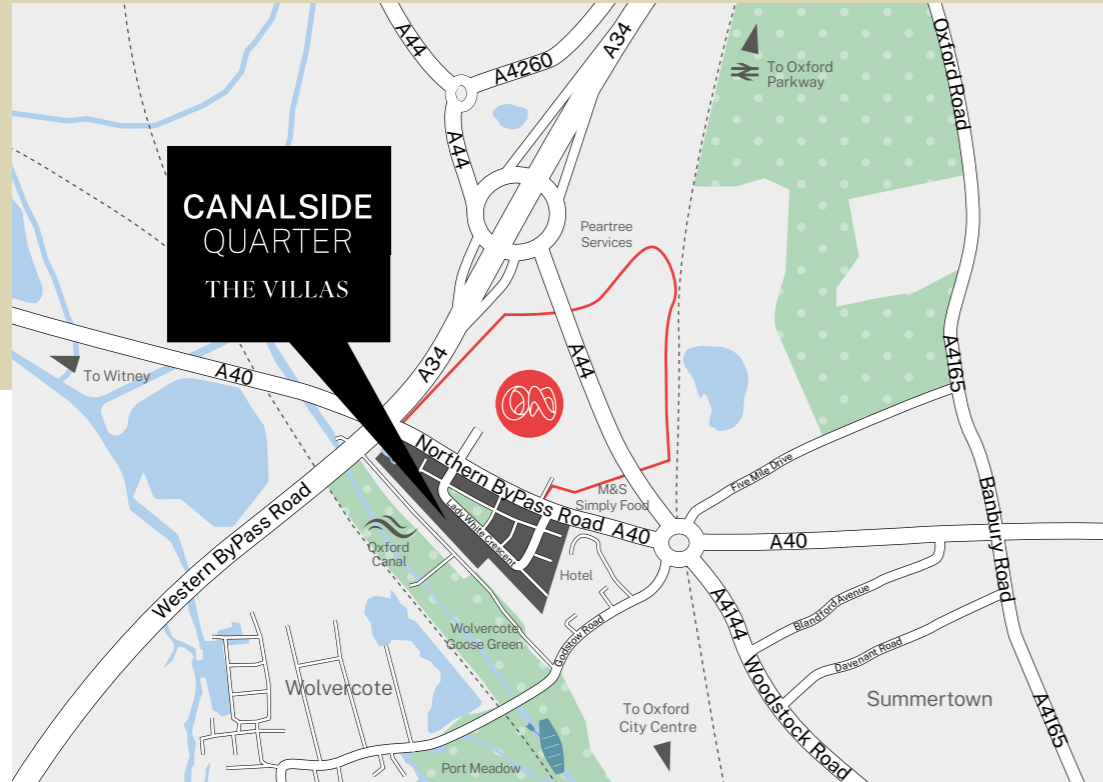 A44
A4260
A34
Oxford Road
To Oxford
Parkway
A44
CANALSIDE
QUARTER
THE VILLAS
Peartree
Services
A34
A44
A4165
To Witney
A40
Northern ByPass Road
A40
M&S
Simply Food
Five Mile Drive
Banbury Road
Lady White Crescent
Western ByPass Road
Oxford
Canal
Hotel
A40
A4144
Blandford Avenue
Wolvercote
Goose Green
Godstow Road
Davenant Road
Wolvercote
Woodstock Road
Summertown
To Oxford
City Centre
A4165
Port Meadow